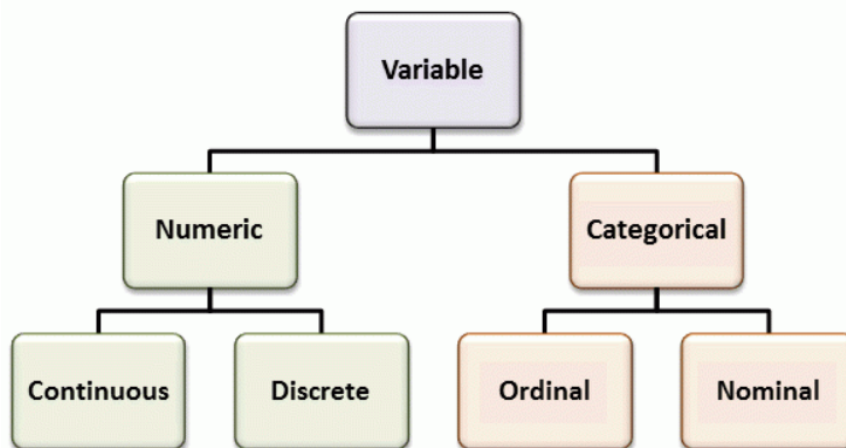 Variable
Numeric
Categorical
Continuous
Discrete
Ordinal
Nominal